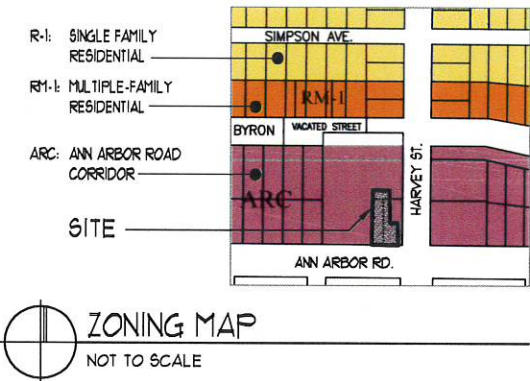 R-1: SINGLE FAMILY
RESIDENTIAL
RM-1: MULTIPLE-FAMILY
RESIDENTIAL
ARC: ANN ARBOR ROAD
CORRIDOR
SITE
SIMPSON AVE.
RM-1
BYRON
VACATED STREET
ARC
HARVEY ST.
ANN ARBOR RD.
ZONING MAP
NOT TO SCALE